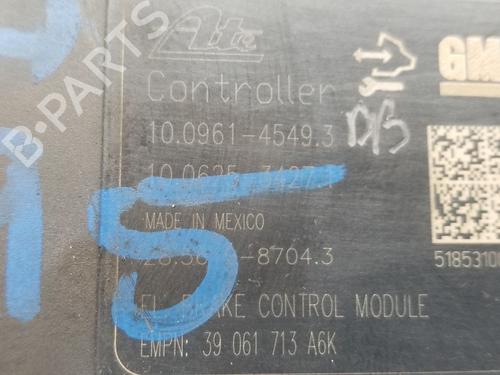 Ate
GM
Controller
10.0961-4549.3
MADE IN MEXICO
-8704.3
5185310
EL. BRAKE CONTROL MODULE
EMPN: 39 061 713 A6K
B-PARTS